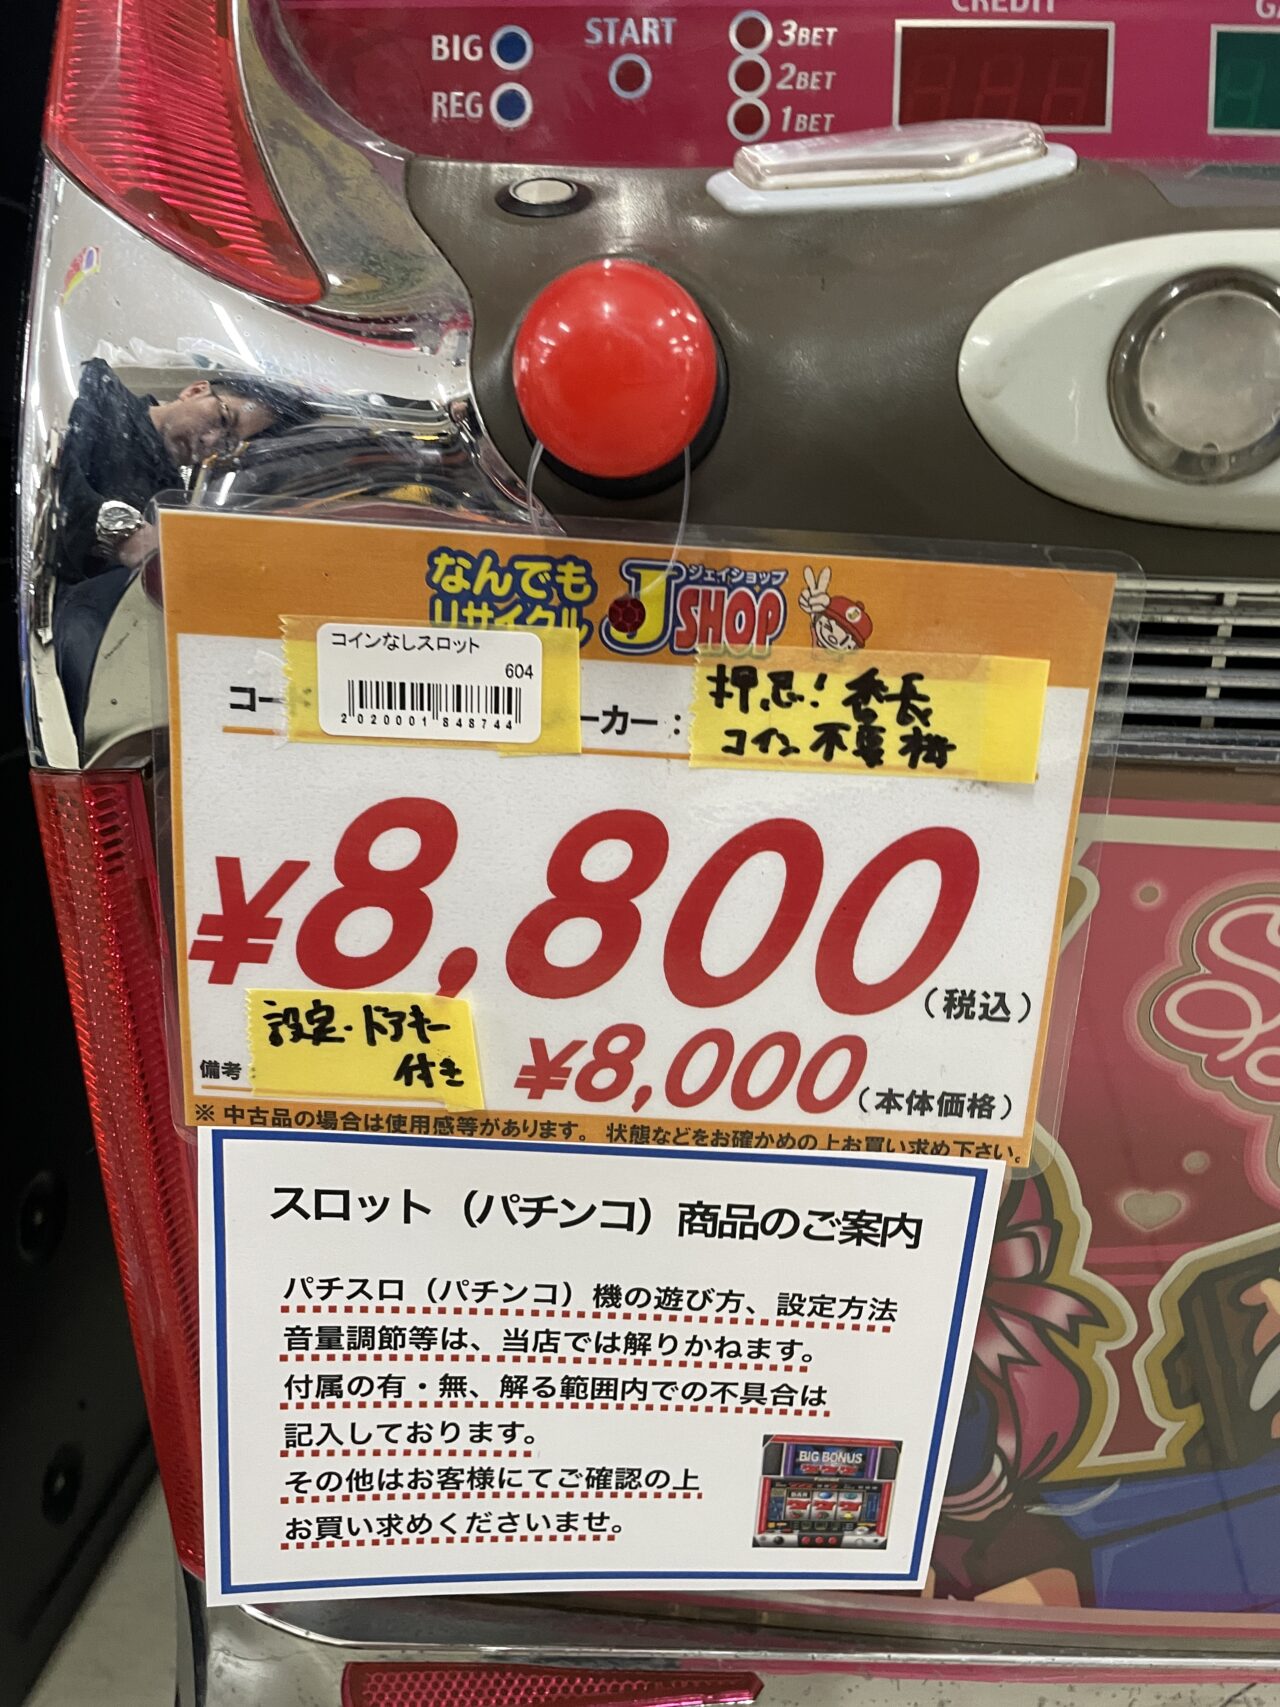 CREDIT
BIG
START
3BET
2BET
REG
1BET
なんでも
リサイクル
ジェイショップ
J SHOP
コインなしスロット
604
2020001848744
コー
ーカー：
押忍！番長
コイン不要機
¥8,800
（税込）
設定・ドアキー
付き
備考：
¥8,000
（本体価格）
※ 中古品の場合は使用感等があります。 状態などをお確かめの上お買い求め下さい。
スロット（パチンコ）商品のご案内
パチスロ（パチンコ）機の遊び方、設定方法
音量調節等は、当店では解りかねます。
付属の有・無、解る範囲内での不具合は
記入しております。
その他はお客様にてご確認の上
お買い求めくださいませ。
BIG BONUS
777